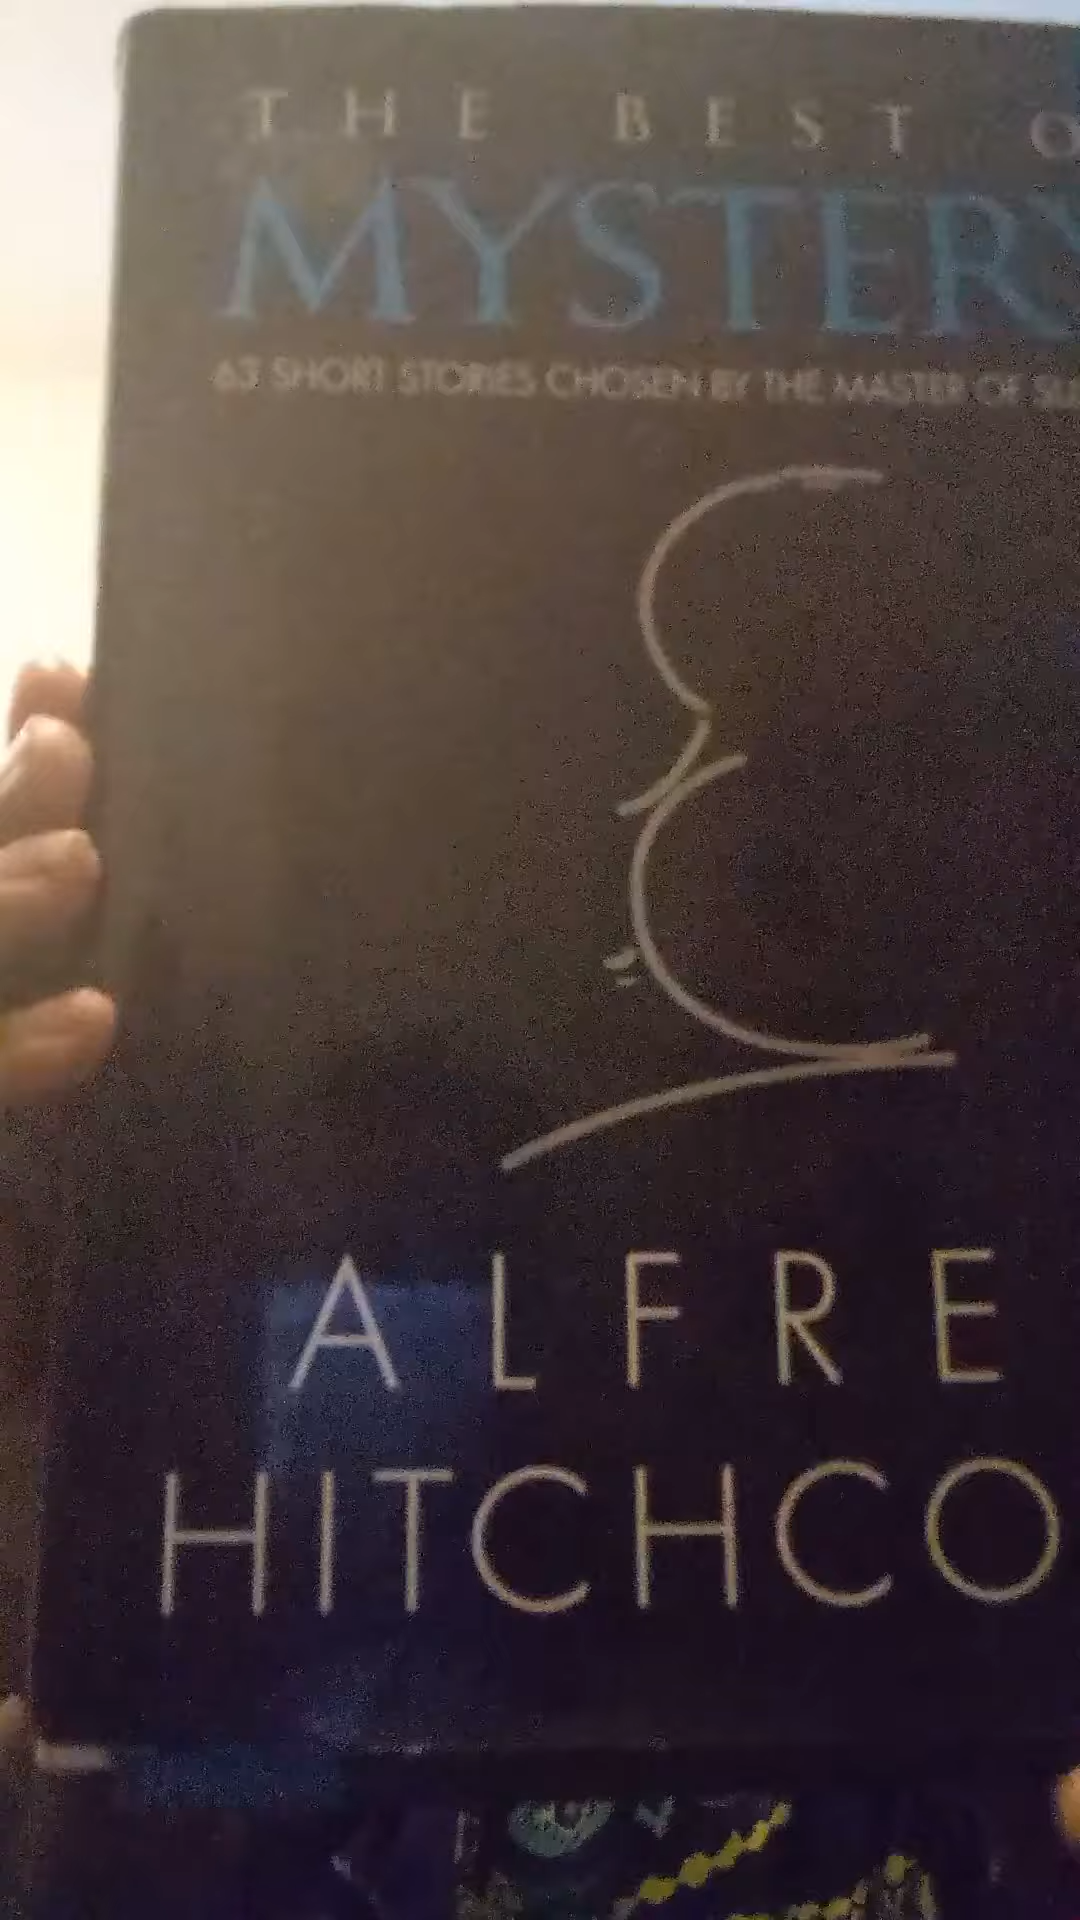 THE BEST O
MYSTERY
63 SHORT STORIES CHOSEN BY THE MASTER OF SU
ALFRE
HITCHCO